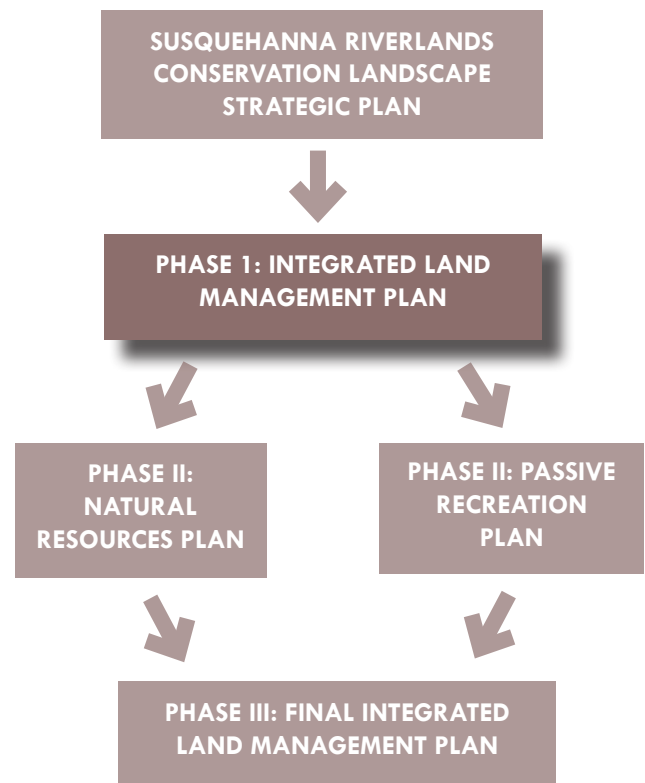 SUSQUEHANNA RIVERLANDS
CONSERVATION LANDSCAPE
STRATEGIC PLAN
PHASE 1: INTEGRATED LAND
MANAGEMENT PLAN
PHASE II:
NATURAL
RESOURCES PLAN
PHASE II: PASSIVE
RECREATION
PLAN
PHASE III: FINAL INTEGRATED
LAND MANAGEMENT PLAN